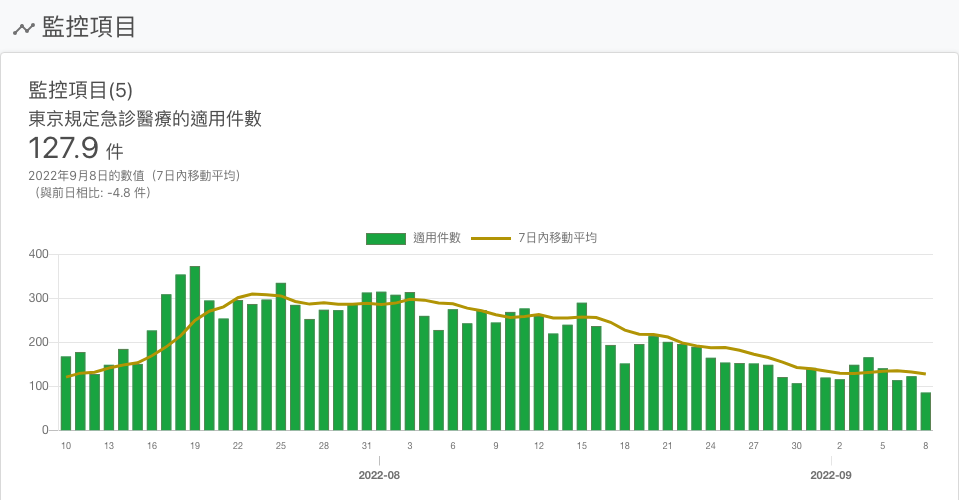 監控項目
監控項目(5)
東京規定急診醫療的適用件數
127.9 件
2022年9月8日的數值（7日內移動平均）
（與前日相比: -4.8 件）
適用件數 7日內移動平均
400
300
200
100
0
10 13 16 19 22 25 28 31 3 6 9 12 15 18 21 24 27 30 2 5 8
2022-08 2022-09